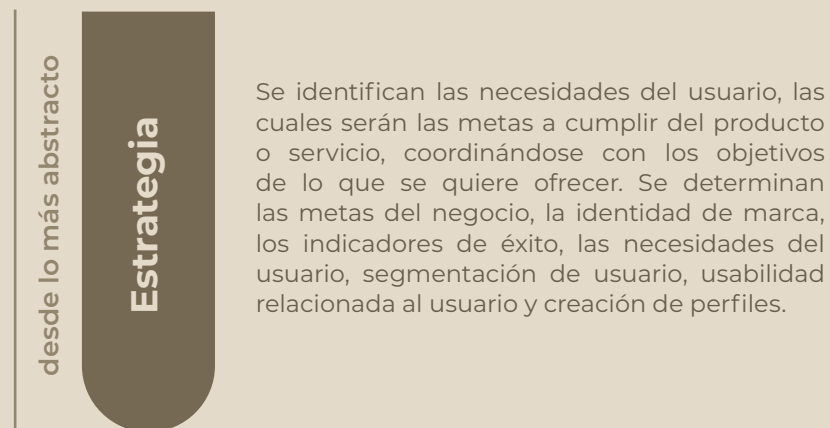 desde lo más abstracto
Estrategia
Se identifican las necesidades del usuario, las
cuales serán las metas a cumplir del producto
o servicio, coordinándose con los objetivos
de lo que se quiere ofrecer. Se determinan
las metas del negocio, la identidad de marca,
los indicadores de éxito, las necesidades del
usuario, segmentación de usuario, usabilidad
relacionada al usuario y creación de perfiles.